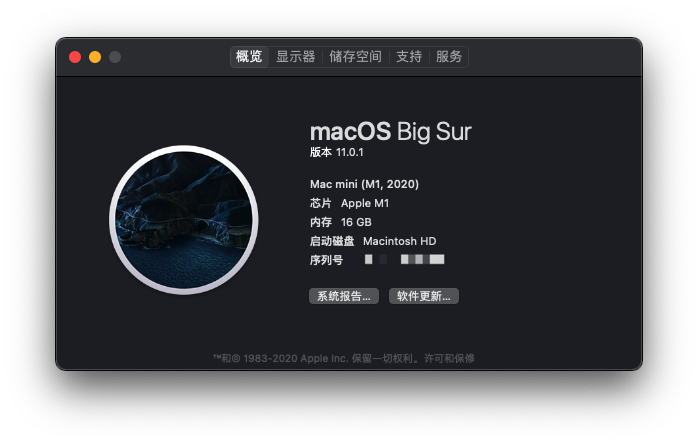 概览 显示器 储存空间 支持 服务
macOS Big Sur
版本 11.0.1
Mac mini (M1, 2020)
芯片 Apple M1
内存 16 GB
启动磁盘 Macintosh HD
序列号
系统报告... 软件更新...
™和© 1983-2020 Apple Inc. 保留一切权利。许可和保修